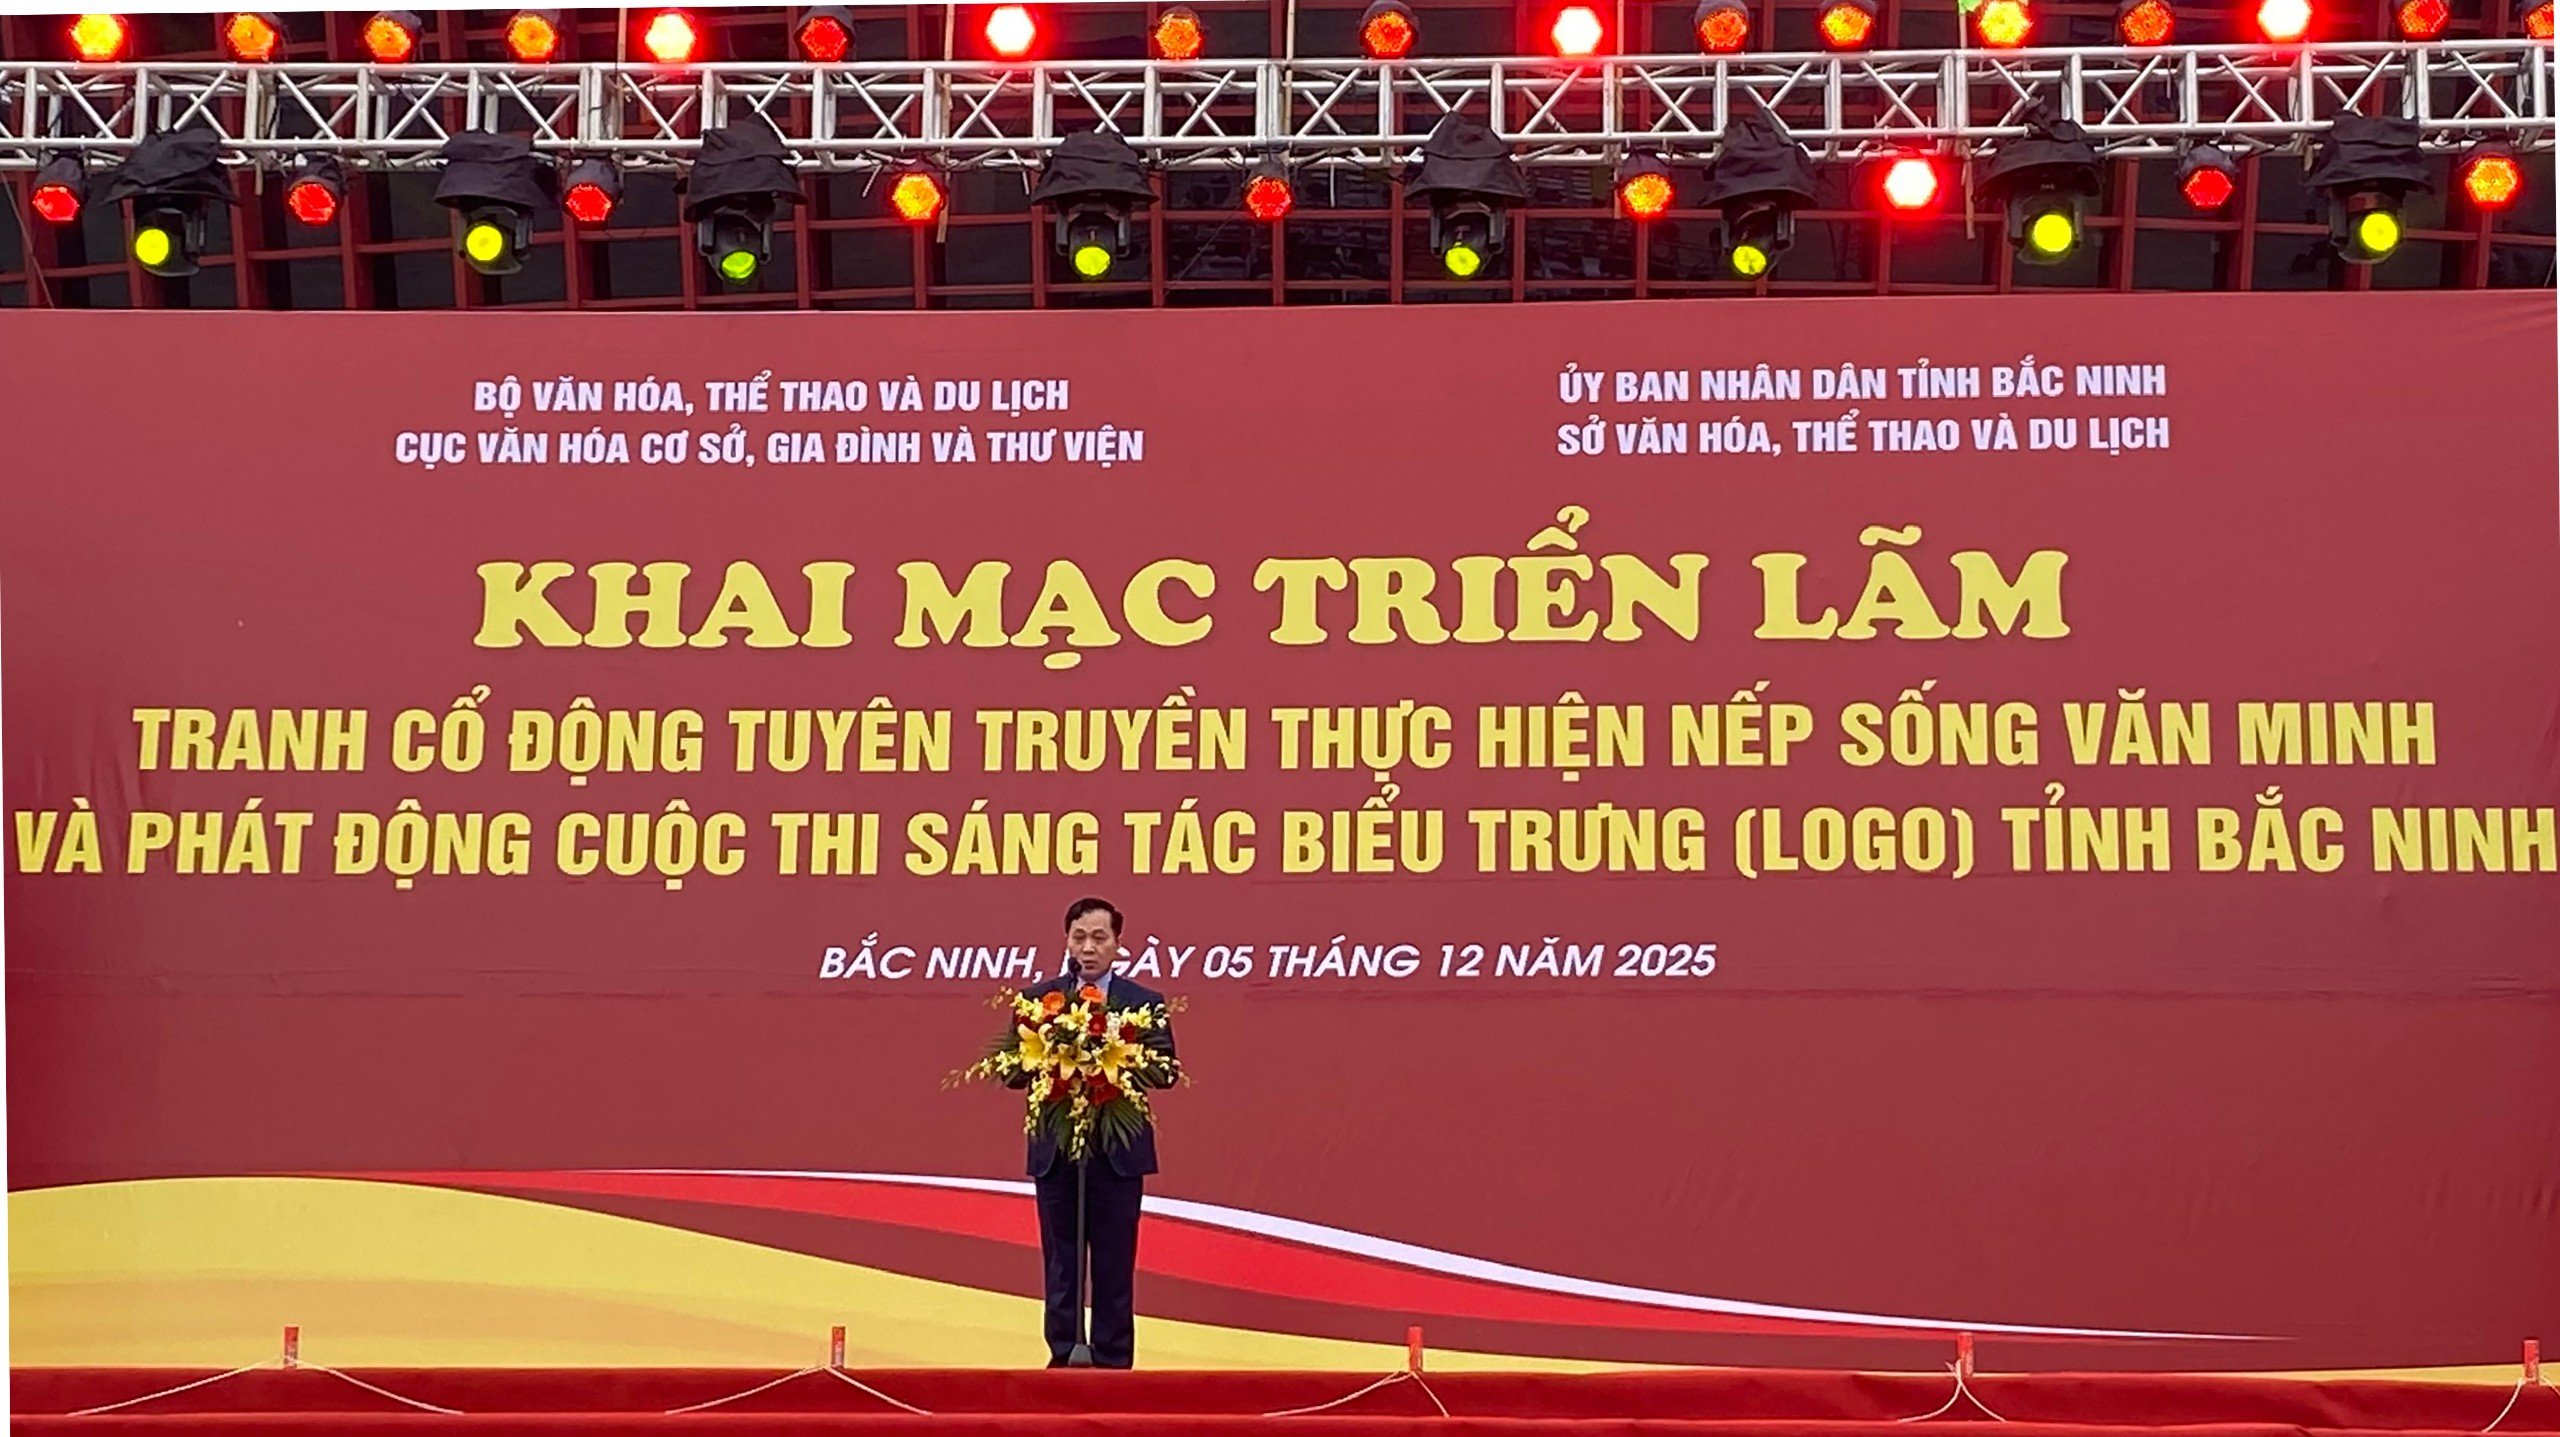 BỘ VĂN HÓA, THỂ THAO VÀ DU LỊCH
CỤC VĂN HÓA CƠ SỞ, GIA ĐÌNH VÀ THƯ VIỆN
ỦY BAN NHÂN DÂN TỈNH BẮC NINH
SỞ VĂN HÓA, THỂ THAO VÀ DU LỊCH
KHAI MẠC TRIỂN LÃM
TRANH CỔ ĐỘNG TUYÊN TRUYỀN THỰC HIỆN NẾP SỐNG VĂN MINH
VÀ PHÁT ĐỘNG CUỘC THI SÁNG TÁC BIỂU TRƯNG (LOGO) TỈNH BẮC NINH
BẮC NINH, NGÀY 05 THÁNG 12 NĂM 2025